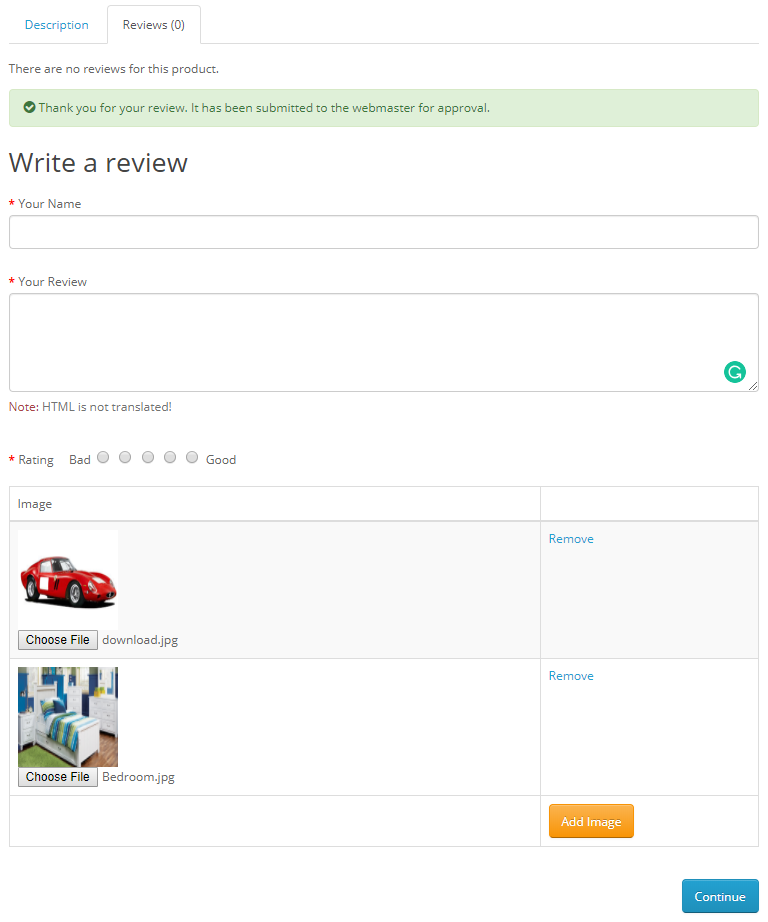 Description Reviews (0)
There are no reviews for this product.
Thank you for your review. It has been submitted to the webmaster for approval.
Write a review
* Your Name
* Your Review
Note: HTML is not translated!
* Rating Bad Good
Image
Remove
Choose File download.jpg
Remove
Choose File Bedroom.jpg
Add Image
Continue